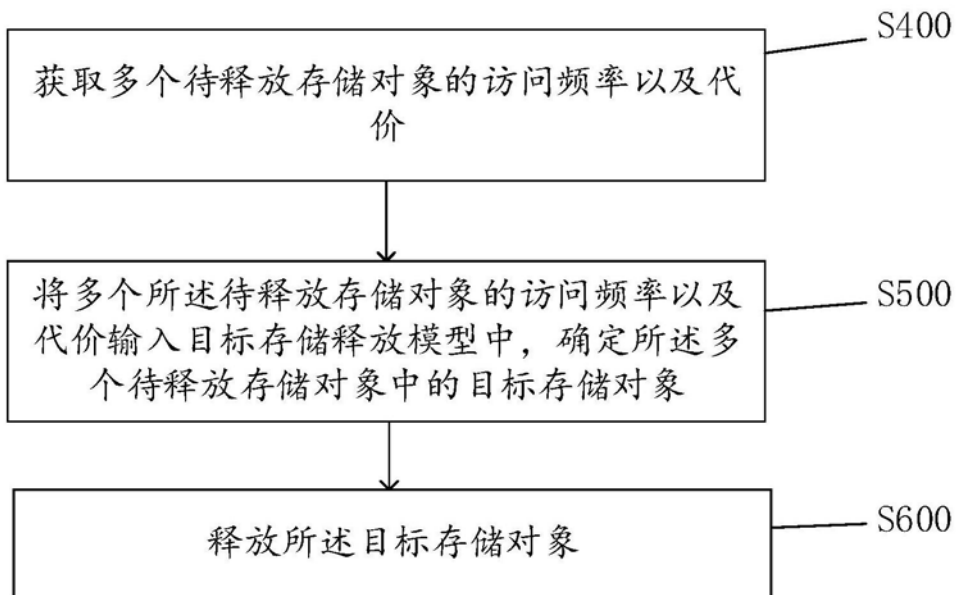 S400
获取多个待释放存储对象的访问频率以及代
价
S500
将多个所述待释放存储对象的访问频率以及
代价输入目标存储释放模型中，确定所述多
个待释放存储对象中的目标存储对象
S600
释放所述目标存储对象